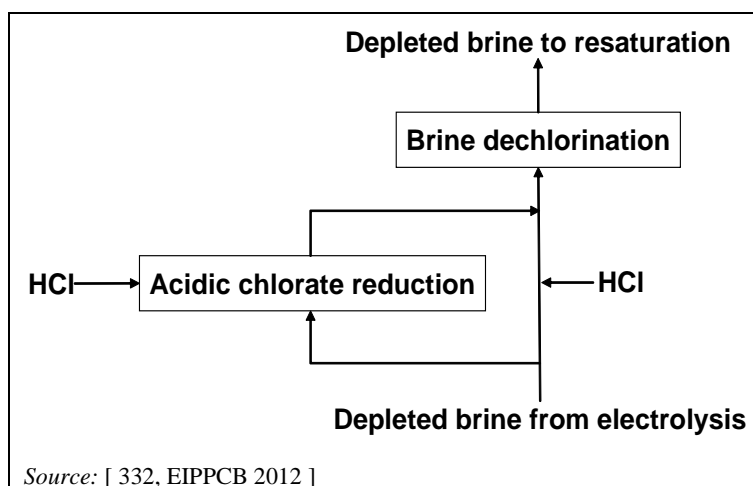 Depleted brine to resaturation
Brine dechlorination
HCl
Acidic chlorate reduction
HCl
Depleted brine from electrolysis
Source: [ 332, EIPPCB 2012 ]